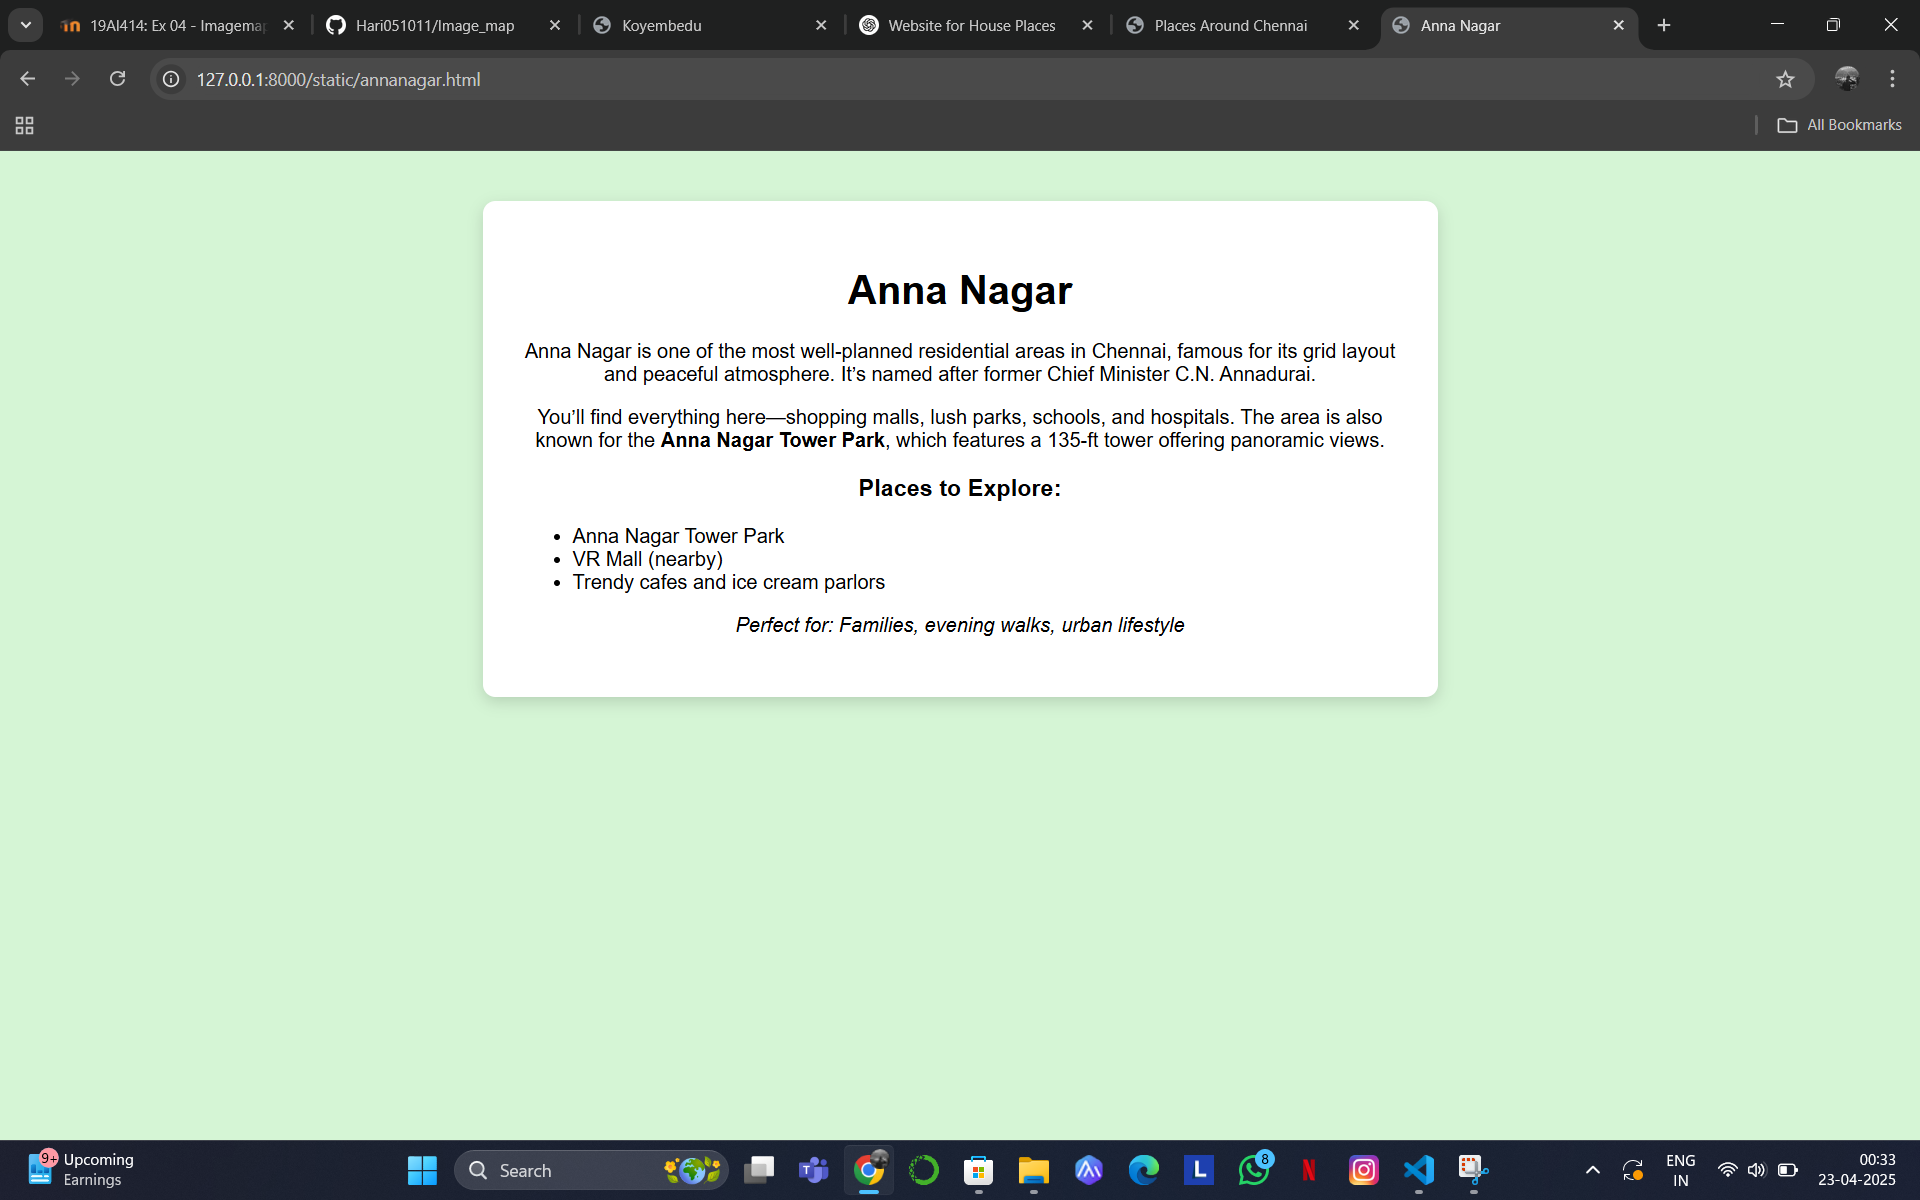 19AI414: Ex 04 - Imagemap
Hari051011/Image_map
Koyembedu
Website for House Places
Places Around Chennai
Anna Nagar
127.0.0.1:8000/static/annanagar.html
All Bookmarks
Anna Nagar
Anna Nagar is one of the most well-planned residential areas in Chennai, famous for its grid layout
and peaceful atmosphere. It’s named after former Chief Minister C.N. Annadurai.
You’ll find everything here—shopping malls, lush parks, schools, and hospitals. The area is also
known for the Anna Nagar Tower Park, which features a 135-ft tower offering panoramic views.
Places to Explore:
• Anna Nagar Tower Park
• VR Mall (nearby)
• Trendy cafes and ice cream parlors
Perfect for: Families, evening walks, urban lifestyle
9+
Upcoming
Earnings
Search
L
8
N
ENG
IN
00:33
23-04-2025